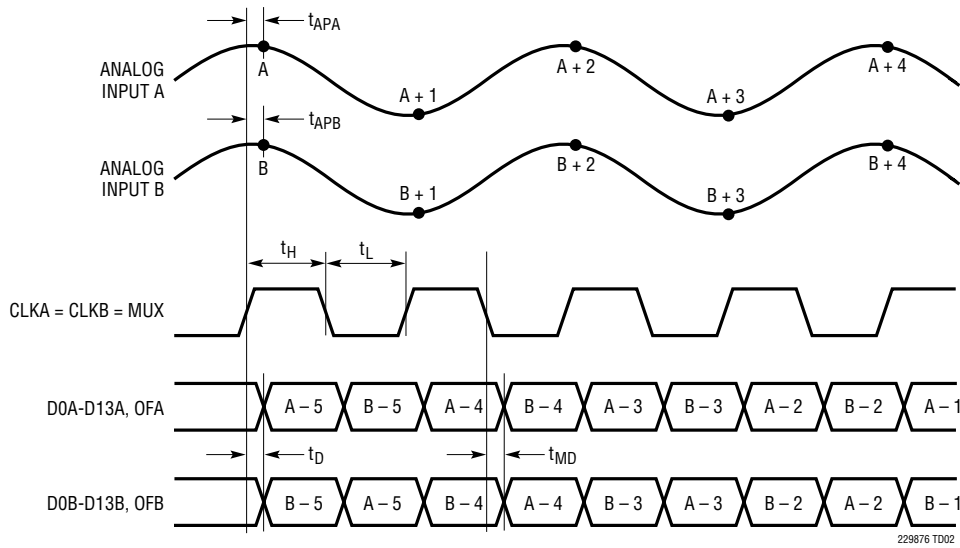 tAPA
ANALOG
INPUT A
A
A + 1
A + 2
A + 3
A + 4
tAPB
ANALOG
INPUT B
B
B + 1
B + 2
B + 3
B + 4
tH tL
CLKA = CLKB = MUX
D0A-D13A, OFA A – 5 B – 5 A – 4 B – 4 A – 3 B – 3 A – 2 B – 2 A – 1
tD tMD
D0B-D13B, OFB B – 5 A – 5 B – 4 A – 4 B – 3 A – 3 B – 2 A – 2 B – 1
229876 TD02